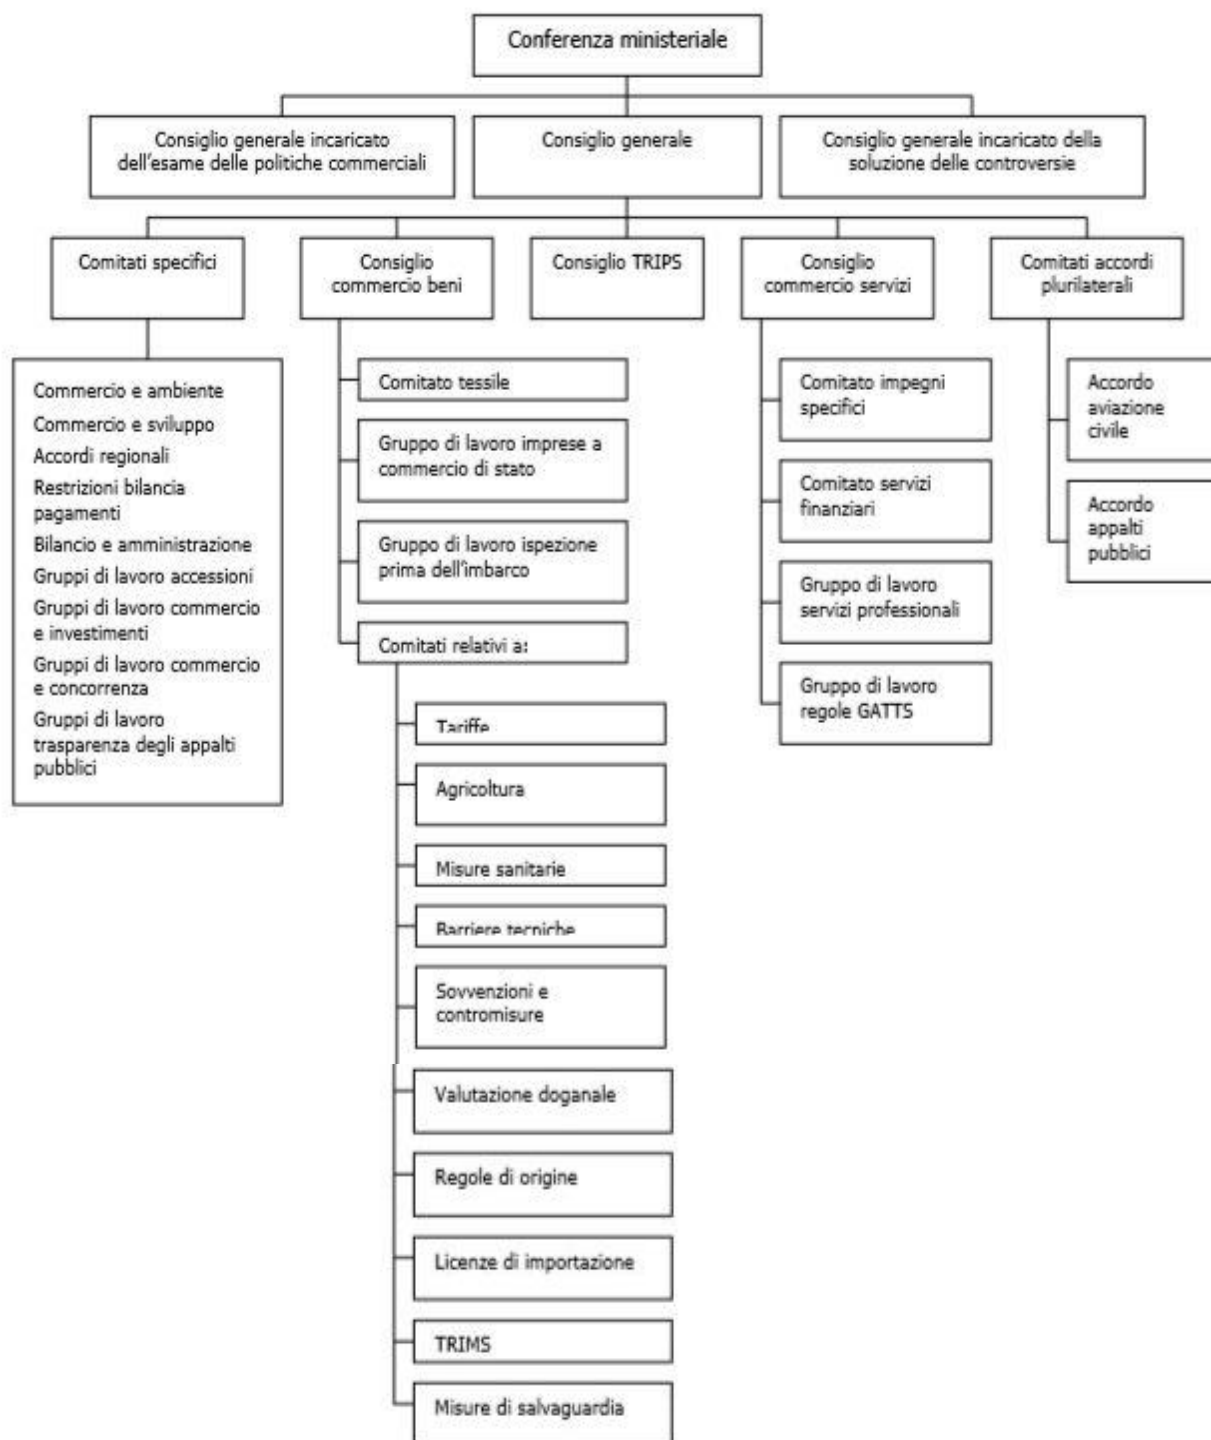 Conferenza ministeriale
Consiglio generale incaricato
dell'esame delle politiche commerciali
Consiglio generale
Consiglio generale incaricato della
soluzione delle controversie
Comitati specifici
Consiglio
commercio beni
Consiglio TRIPS
Consiglio
commercio servizi
Comitati accordi
plurilaterali
Commercio e ambiente
Commercio e sviluppo
Accordi regionali
Restrizioni bilancia
pagamenti
Bilancio e amministrazione
Gruppi di lavoro accessioni
Gruppi di lavoro commercio
e investimenti
Gruppi di lavoro commercio
e concorrenza
Gruppi di lavoro
trasparenza degli appalti
pubblici
Comitato tessile
Gruppo di lavoro imprese a
commercio di stato
Gruppo di lavoro ispezione
prima dell'imbarco
Comitati relativi a:
Tariffe
Agricoltura
Misure sanitarie
Barriere tecniche
Sovvenzioni e
contromisure
Valutazione doganale
Regole di origine
Licenze di importazione
TRIMS
Misure di salvaguardia
Comitato impegni
specifici
Comitato servizi
finanziari
Gruppo di lavoro
servizi professionali
Gruppo di lavoro
regole GATTS
Accordo
aviazione
civile
Accordo
appalti
pubblici